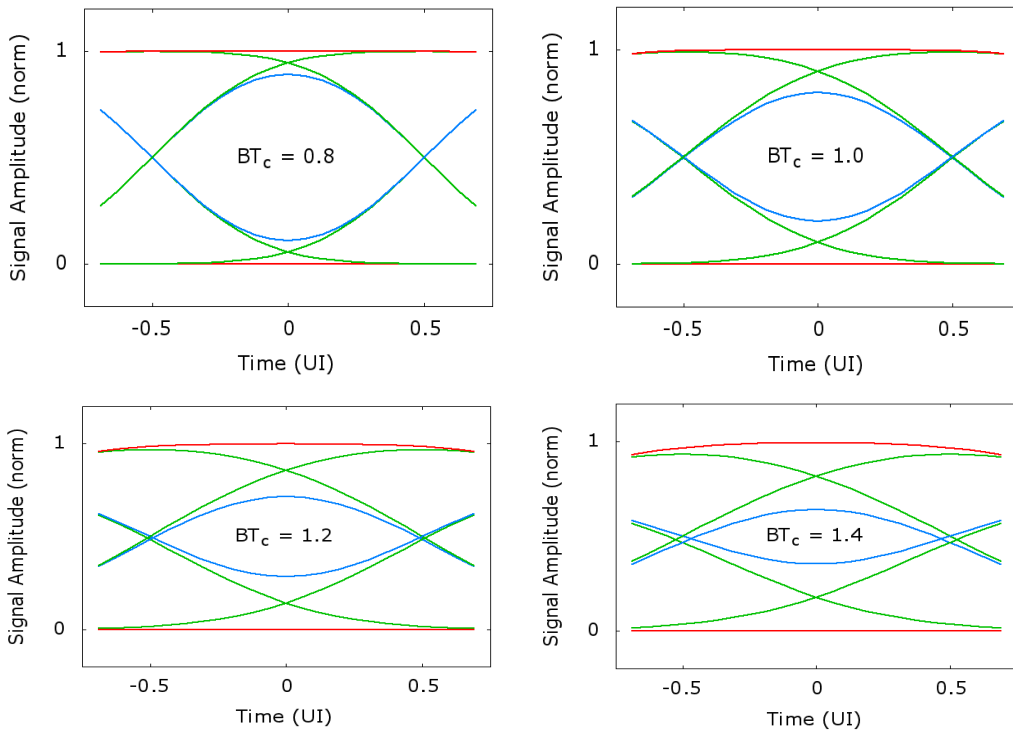 Signal Amplitude (norm)
1
0
BTc = 0.8
-0.5 0 0.5
Time (UI)
Signal Amplitude (norm)
1
0
BTc = 1.0
-0.5 0 0.5
Time (UI)
Signal Amplitude (norm)
1
0
BTc = 1.2
-0.5 0 0.5
Time (UI)
Signal Amplitude (norm)
1
0
BTc = 1.4
-0.5 0 0.5
Time (UI)